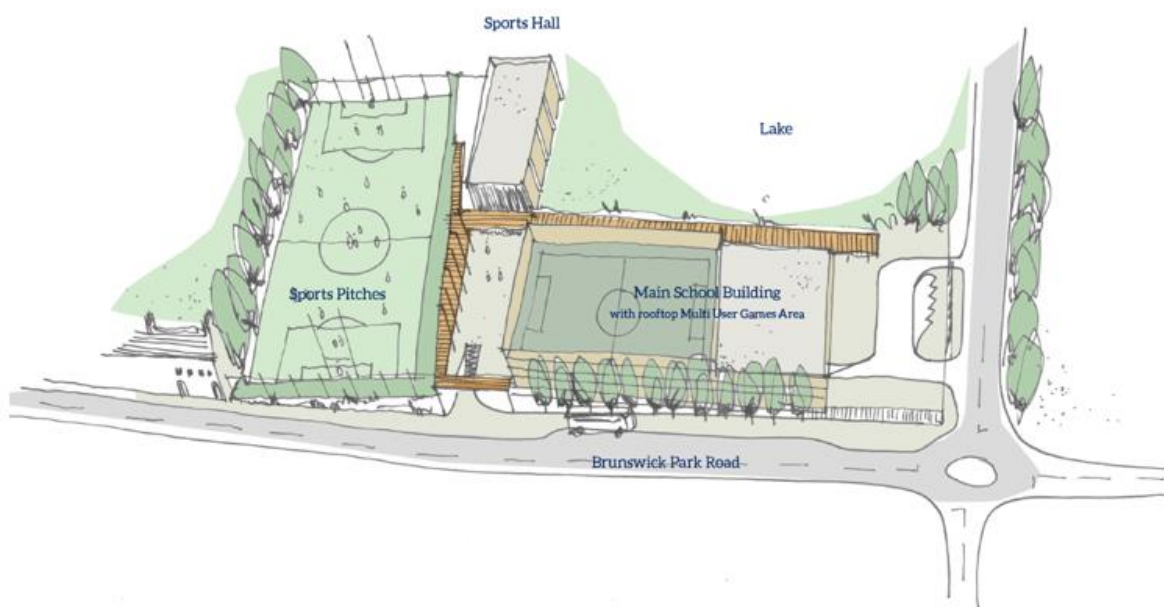 Sports Hall
Lake
Sports Pitches
Main School Building
with rooftop Multi User Games Area
Brunswick Park Road